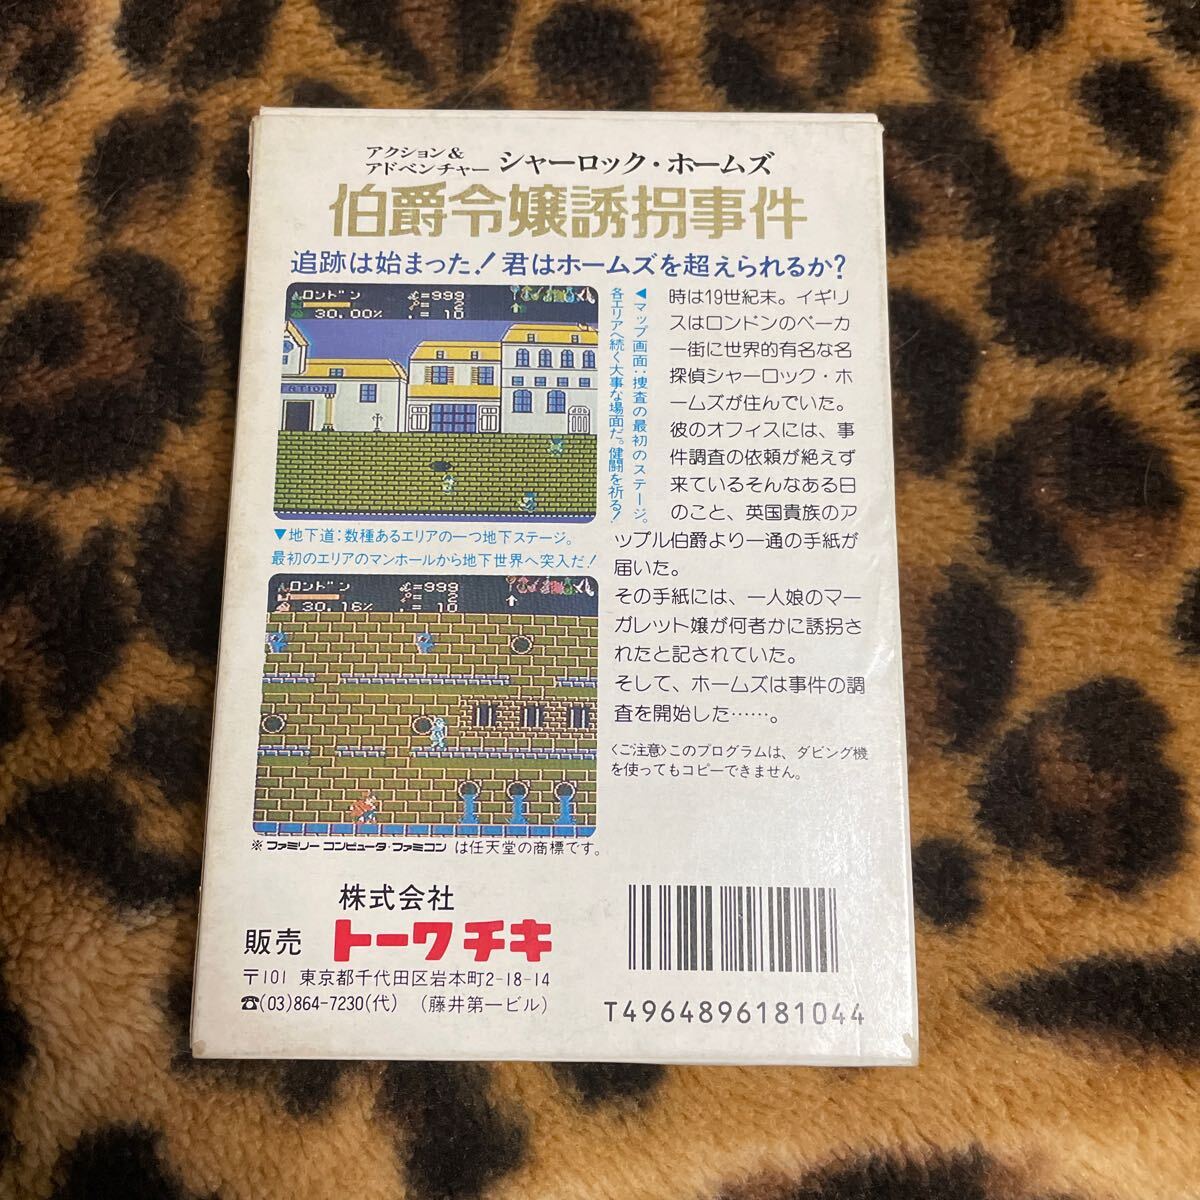 アクション&
アドベンチャー シャーロック・ホームズ
伯爵令嬢誘拐事件
追跡は始まった!君はホームズを超えられるか?
ロンドン =999
=2
30.00% . = 10
ATION
◀マップ画面:捜査の最初のステージ。
各エリアへ続く大事な場面だ。健闘を祈る!
▼地下道:数種あるエリアの一つ地下ステージ。
最初のエリアのマンホールから地下世界へ突入だ!
ロンドン =999
=2
30.16% . = 10
※ファミリーコンピュータ・ファミコン は任天堂の商標です。
時は19世紀末。イギリ
スはロンドンのベーカ
ー街に世界的有名な名
探偵シャーロック・ホ
ームズが住んでいた。
彼のオフィスには、事
件調査の依頼が絶えず
来ているそんなある日
のこと、英国貴族のア
ップル伯爵より一通の手紙が
届いた。
その手紙には、一人娘のマー
ガレット嬢が何者かに誘拐さ
れたと記されていた。
そして、ホームズは事件の調
査を開始した……。
〈ご注意〉このプログラムは、ダビング機
を使ってもコピーできません。
株式会社
販売 トーワチキ
〒101 東京都千代田区岩本町2-18-14
☎(03)864-7230(代) (藤井第一ビル)
T4964896181044